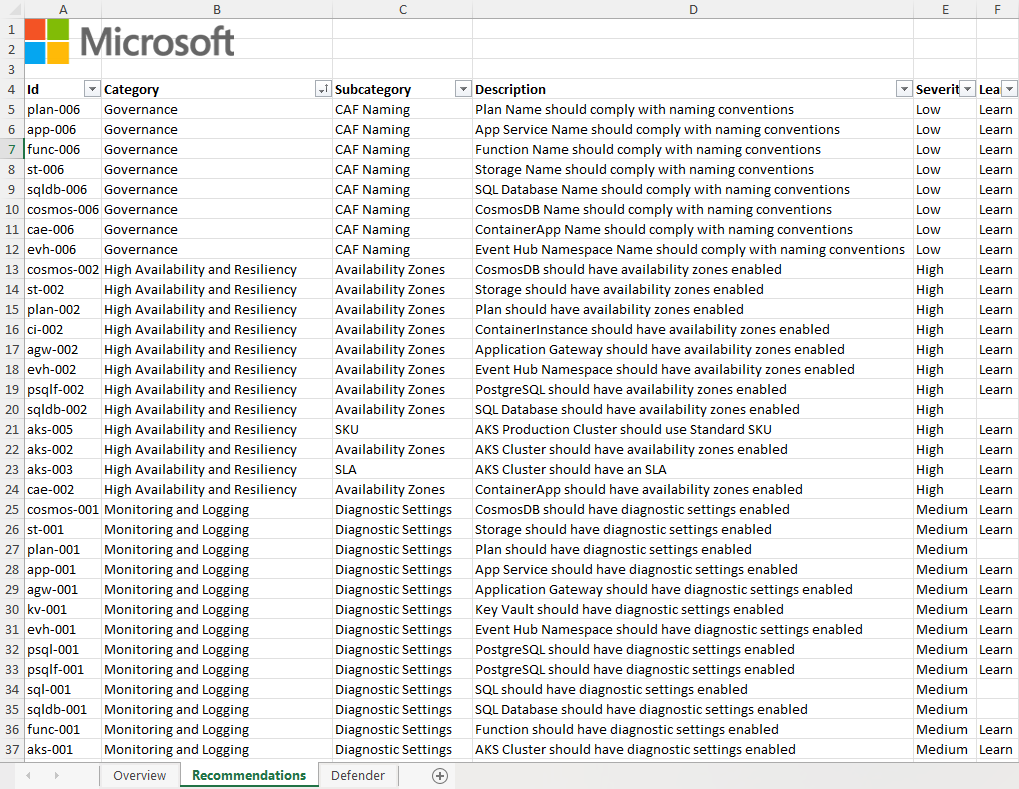 A B C D E F
1
2 Microsoft
3
4 Id Category Subcategory Description Severit Lea
5 plan-006 Governance CAF Naming Plan Name should comply with naming conventions Low Learn
6 app-006 Governance CAF Naming App Service Name should comply with naming conventions Low Learn
7 func-006 Governance CAF Naming Function Name should comply with naming conventions Low Learn
8 st-006 Governance CAF Naming Storage Name should comply with naming conventions Low Learn
9 sqldb-006 Governance CAF Naming SQL Database Name should comply with naming conventions Low Learn
10 cosmos-006 Governance CAF Naming CosmosDB Name should comply with naming conventions Low Learn
11 cae-006 Governance CAF Naming ContainerApp Name should comply with naming conventions Low Learn
12 evh-006 Governance CAF Naming Event Hub Namespace Name should comply with naming conventions Low Learn
13 cosmos-002 High Availability and Resiliency Availability Zones CosmosDB should have availability zones enabled High Learn
14 st-002 High Availability and Resiliency Availability Zones Storage should have availability zones enabled High Learn
15 plan-002 High Availability and Resiliency Availability Zones Plan should have availability zones enabled High Learn
16 ci-002 High Availability and Resiliency Availability Zones ContainerInstance should have availability zones enabled High Learn
17 agw-002 High Availability and Resiliency Availability Zones Application Gateway should have availability zones enabled High Learn
18 evh-002 High Availability and Resiliency Availability Zones Event Hub Namespace should have availability zones enabled High Learn
19 psqlf-002 High Availability and Resiliency Availability Zones PostgreSQL should have availability zones enabled High Learn
20 sqldb-002 High Availability and Resiliency Availability Zones SQL Database should have availability zones enabled High
21 aks-005 High Availability and Resiliency SKU AKS Production Cluster should use Standard SKU High Learn
22 aks-002 High Availability and Resiliency Availability Zones AKS Cluster should have availability zones enabled High Learn
23 aks-003 High Availability and Resiliency SLA AKS Cluster should have an SLA High Learn
24 cae-002 High Availability and Resiliency Availability Zones ContainerApp should have availability zones enabled High Learn
25 cosmos-001 Monitoring and Logging Diagnostic Settings CosmosDB should have diagnostic settings enabled Medium Learn
26 st-001 Monitoring and Logging Diagnostic Settings Storage should have diagnostic settings enabled Medium Learn
27 plan-001 Monitoring and Logging Diagnostic Settings Plan should have diagnostic settings enabled Medium
28 app-001 Monitoring and Logging Diagnostic Settings App Service should have diagnostic settings enabled Medium Learn
29 agw-001 Monitoring and Logging Diagnostic Settings Application Gateway should have diagnostic settings enabled Medium Learn
30 kv-001 Monitoring and Logging Diagnostic Settings Key Vault should have diagnostic settings enabled Medium Learn
31 evh-001 Monitoring and Logging Diagnostic Settings Event Hub Namespace should have diagnostic settings enabled Medium Learn
32 psql-001 Monitoring and Logging Diagnostic Settings PostgreSQL should have diagnostic settings enabled Medium Learn
33 psqlf-001 Monitoring and Logging Diagnostic Settings PostgreSQL should have diagnostic settings enabled Medium Learn
34 sql-001 Monitoring and Logging Diagnostic Settings SQL should have diagnostic settings enabled Medium
35 sqldb-001 Monitoring and Logging Diagnostic Settings SQL Database should have diagnostic settings enabled Medium
36 func-001 Monitoring and Logging Diagnostic Settings Function should have diagnostic settings enabled Medium Learn
37 aks-001 Monitoring and Logging Diagnostic Settings AKS Cluster should have diagnostic settings enabled Medium Learn
Overview Recommendations Defender